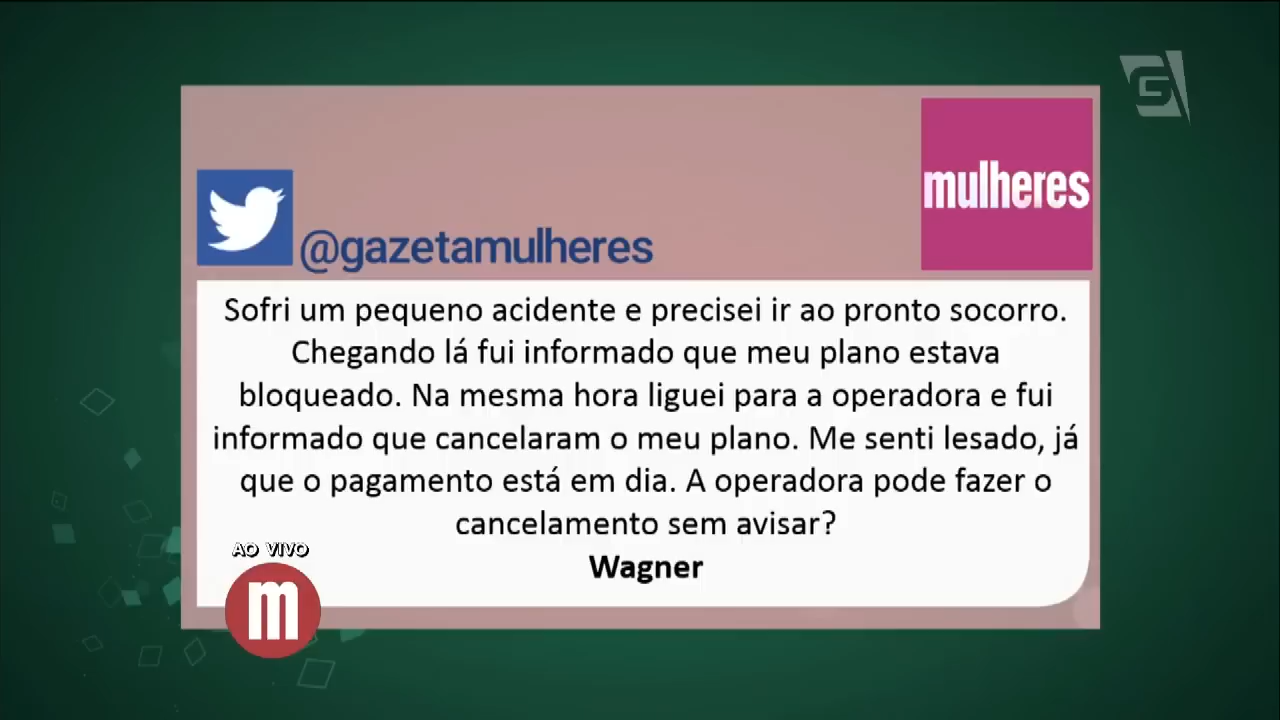 mulheres
@gazetamulheres
Sofri um pequeno acidente e precisei ir ao pronto socorro.
Chegando lá fui informado que meu plano estava
bloqueado. Na mesma hora liguei para a operadora e fui
informado que cancelaram o meu plano. Me senti lesado, já
que o pagamento está em dia. A operadora pode fazer o
cancelamento sem avisar?
Wagner
AO VIVO
m
G